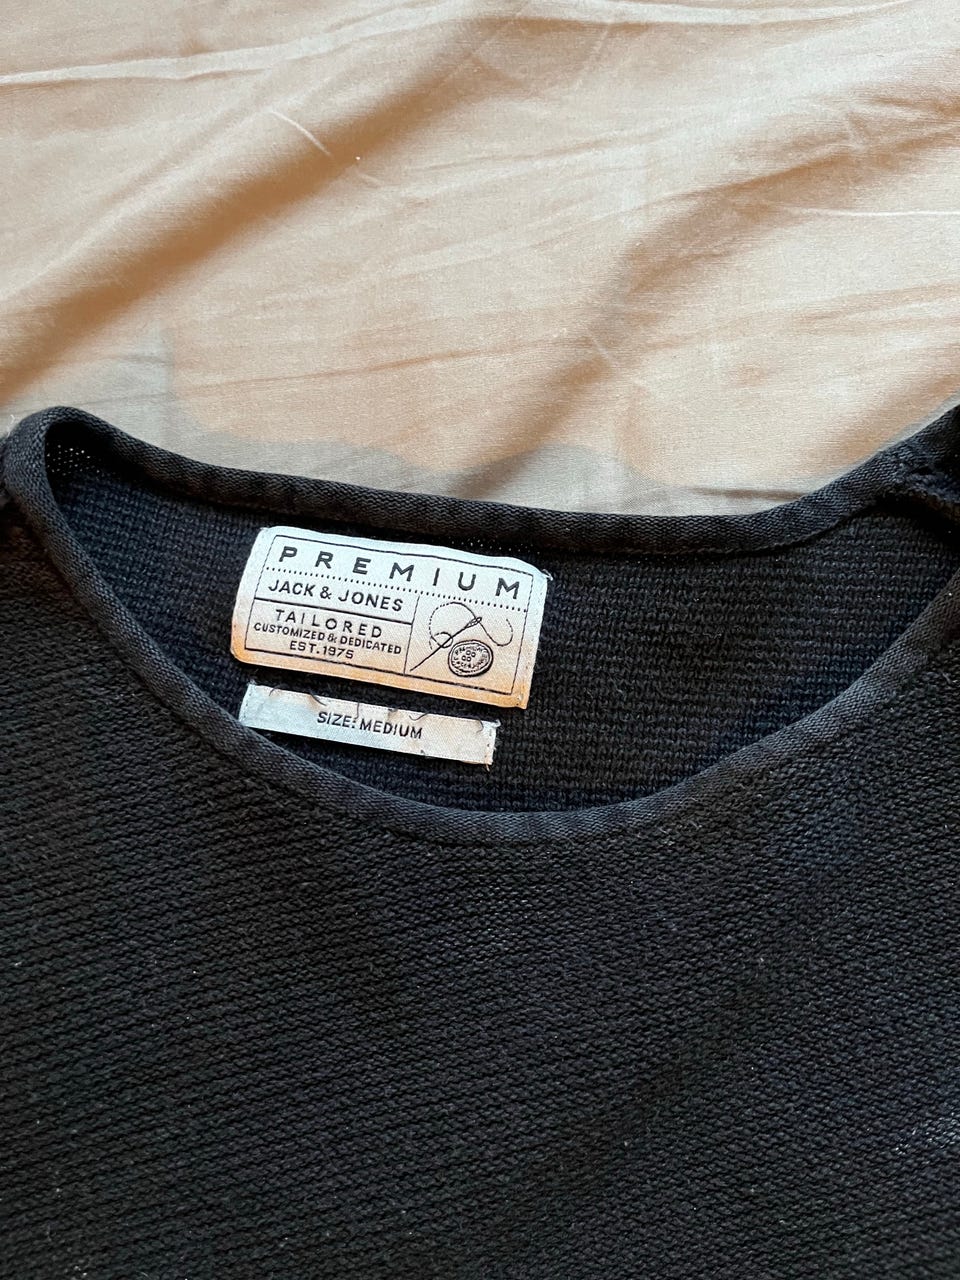 PREMIUM
JACK & JONES
TAILORED
CUSTOMIZED & DEDICATED
EST. 1975
SIZE: MEDIUM